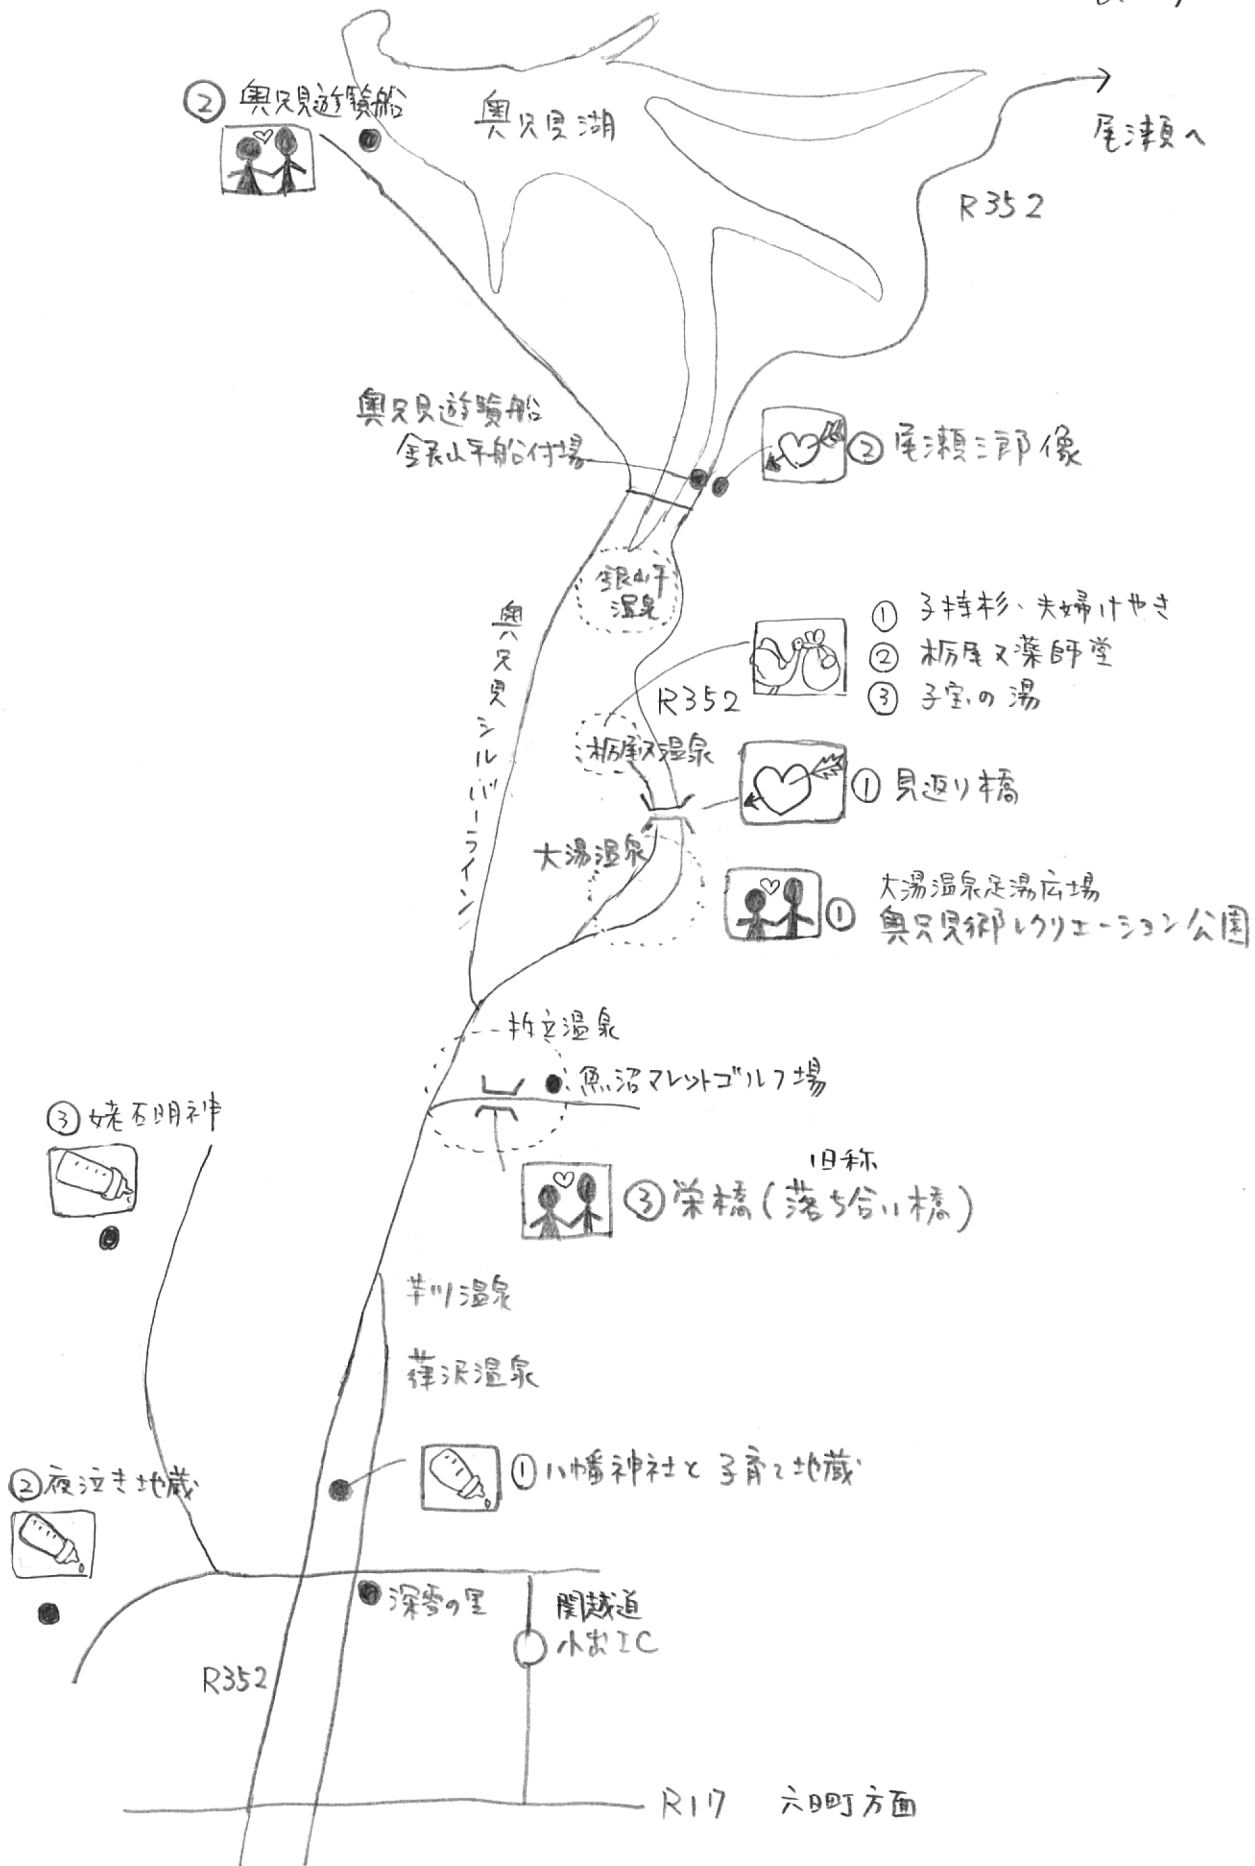 ② 奥只見遊覧船
奥只見湖
尾瀬へ
R352
奥只見遊覧船
銀山平船付場
② 尾瀬三郎像
銀山平
温泉
奥只見シルバーライン
① 子持杉・夫婦けやき
② 栃尾又薬師堂
③ 子宝の湯
R352
栃尾又温泉
① 見返り橋
大湯温泉
① 大湯温泉足湯広場
奥只見郷レクリエーション公園
折立温泉
魚沼マレットゴルフ場
③ 姥石明神
旧称
③ 栄橋(落ち合い橋)
芋川温泉
葎沢温泉
① 八幡神社と子育て地蔵
② 夜泣き地蔵
深雪の里
関越道
小出IC
R352
R17 六日町方面